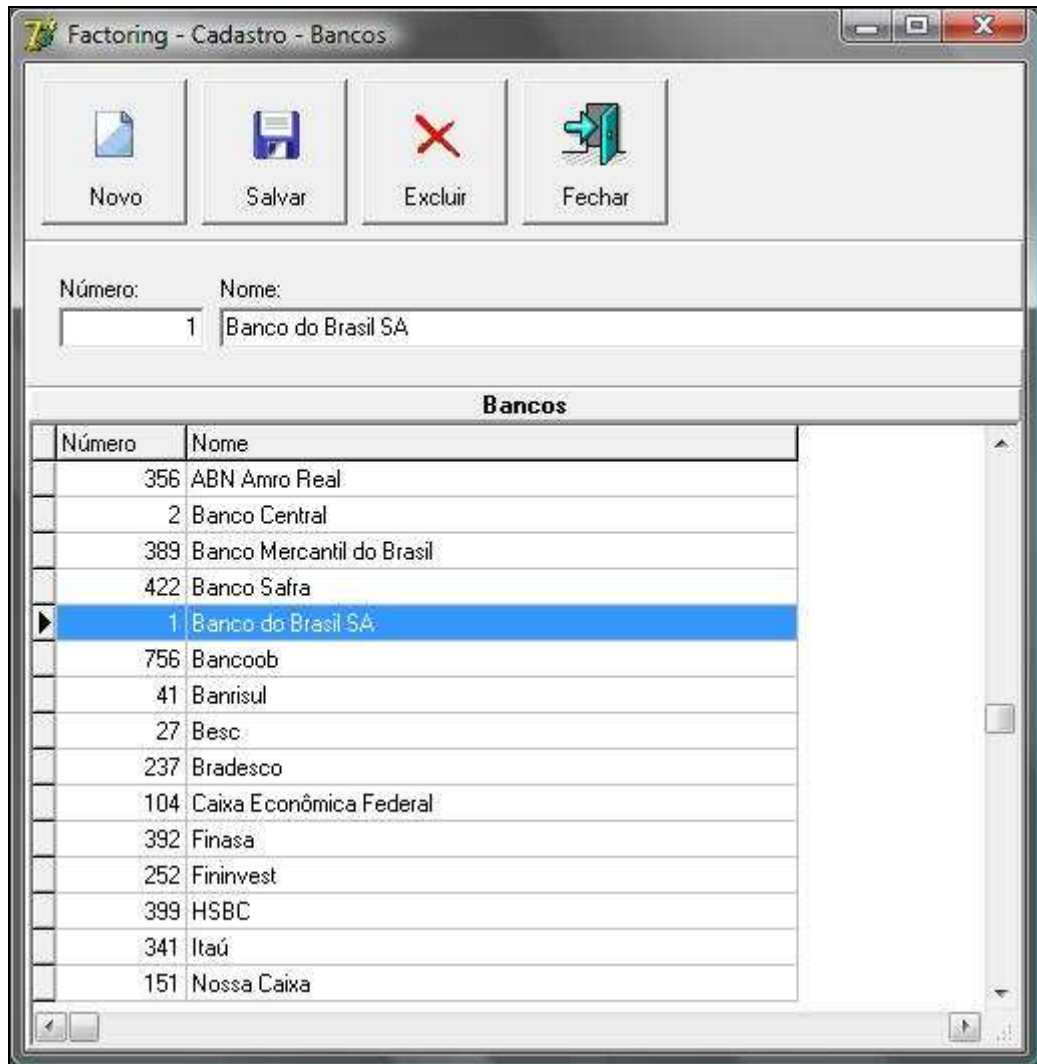 Factoring - Cadastro - Bancos
Novo Salvar Excluir Fechar
Número: Nome:
1 Banco do Brasil SA
Bancos
Número Nome
356 ABN Amro Real
2 Banco Central
389 Banco Mercantil do Brasil
422 Banco Safra
1 Banco do Brasil SA
756 Bancoob
41 Banrisul
27 Besc
237 Bradesco
104 Caixa Econômica Federal
392 Finasa
252 Fininvest
399 HSBC
341 Itaú
151 Nossa Caixa